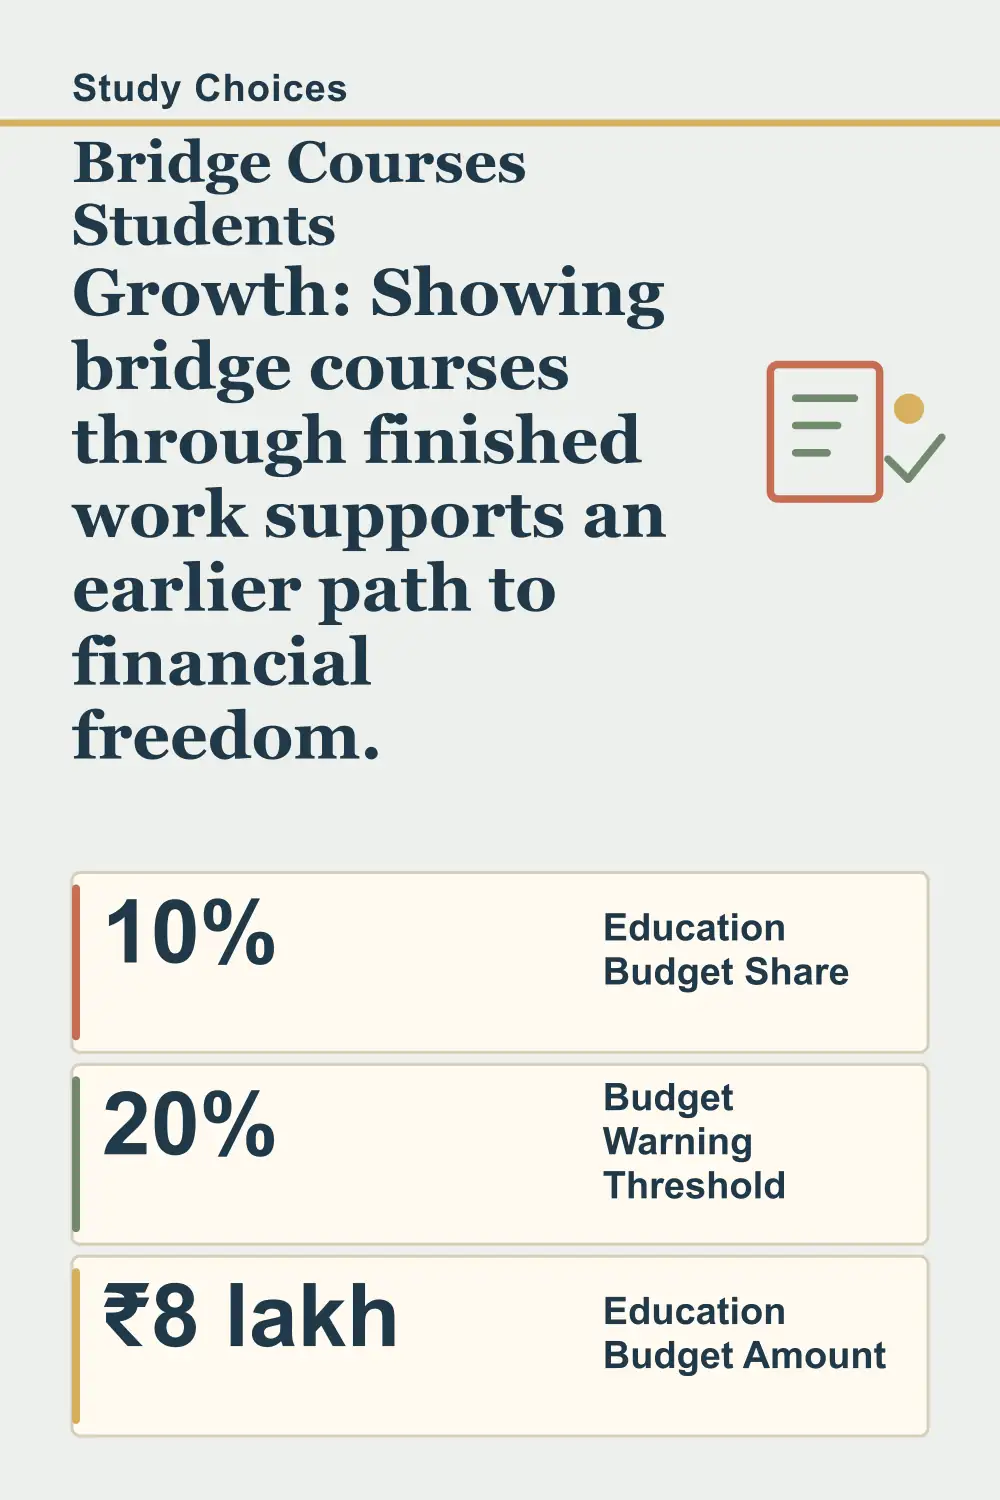 Study Choices
Bridge Courses
Students
Growth: Showing
bridge courses
through finished
work supports an
earlier path to
financial
freedom.
10%
Education
Budget Share
20%
Budget
Warning
Threshold
₹8 lakh
Education
Budget Amount